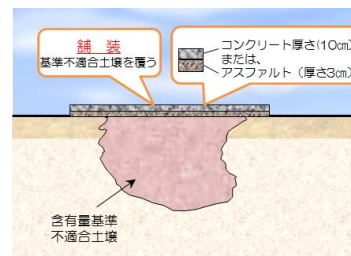 舗 装
基準不適合土壌を覆う
コンクリート厚さ(10cm)
または、
アスファルト（厚さ3cm）
含有量基準
不適合土壌